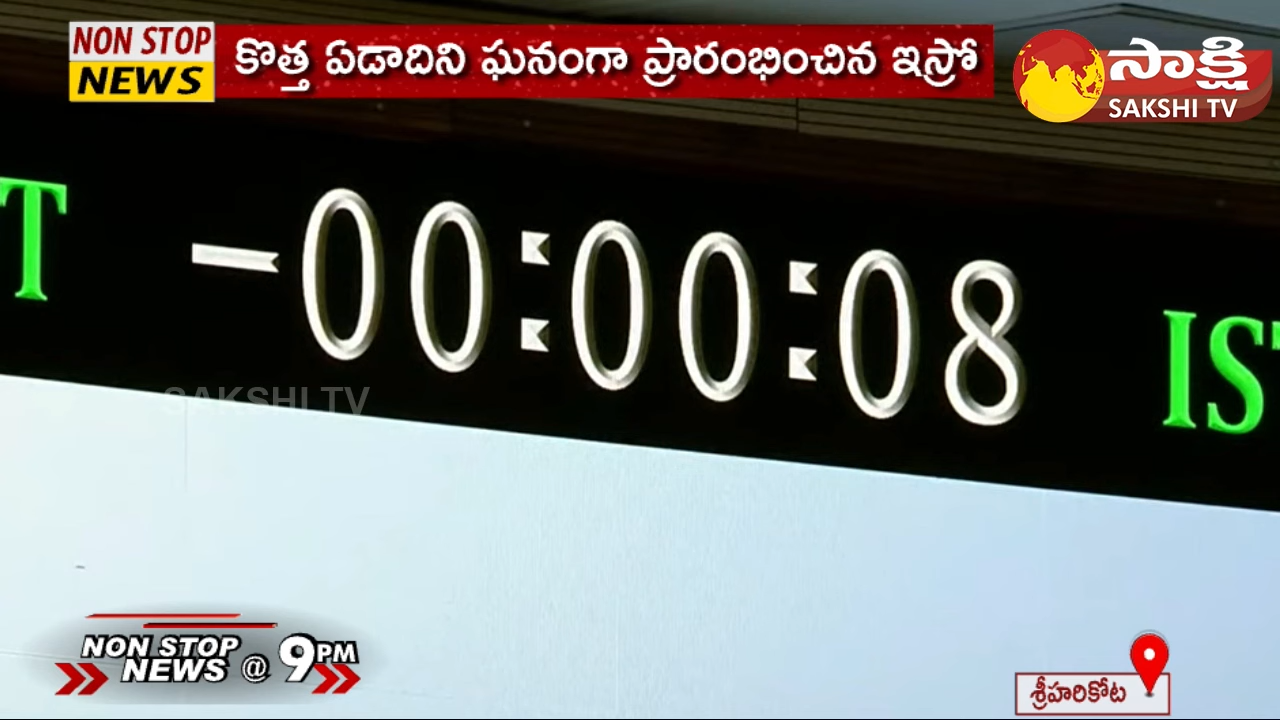 NON STOP
NEWS
కొత్త ఏడాదిని ఘనంగా ప్రారంభించిన ఇస్రో
సాక్షి
SAKSHI TV
T -00:00:08 IST
SAKSHI TV
NON STOP
NEWS @ 9PM
శ్రీహరికోట